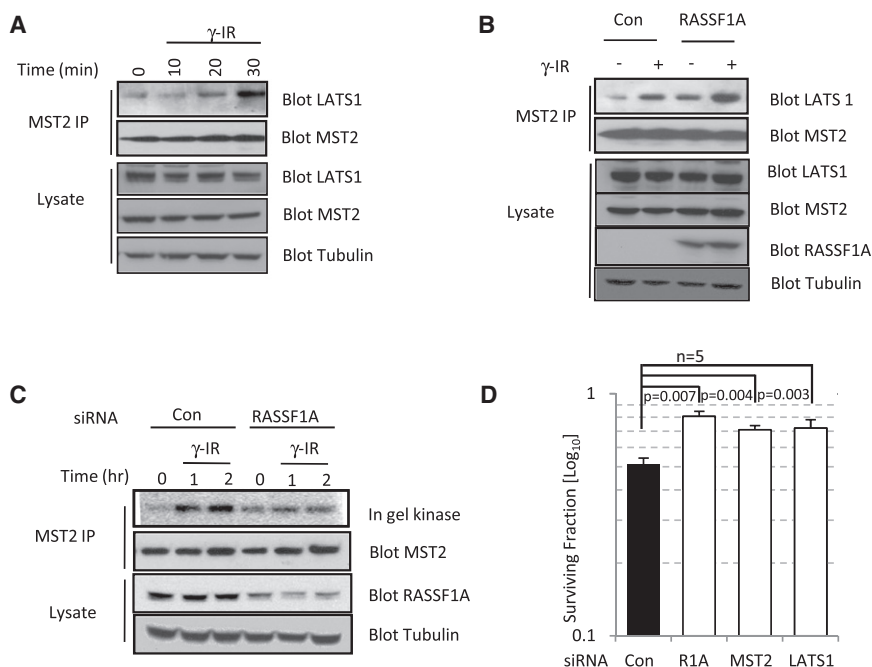 A
γ-IR
Time (min) 0 10 20 30
MST2 IP
Blot LATS1
Blot MST2
Lysate
Blot LATS1
Blot MST2
Blot Tubulin
B
Con RASSF1A
γ-IR - + - +
MST2 IP
Blot LATS 1
Blot MST2
Lysate
Blot LATS1
Blot MST2
Blot RASSF1A
Blot Tubulin
C
siRNA Con RASSF1A
γ-IR γ-IR
Time (hr) 0 1 2 0 1 2
MST2 IP
In gel kinase
Blot MST2
Lysate
Blot RASSF1A
Blot Tubulin
D
n=5
p=0.007 p=0.004 p=0.003
Surviving Fraction [Log10]
1
0.1
siRNA Con R1A MST2 LATS1